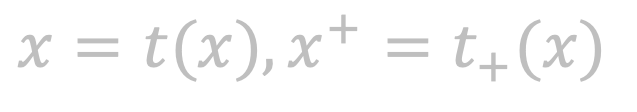 𝑥 = 𝑡(𝑥), 𝑥⁺ = 𝑡₊(𝑥)